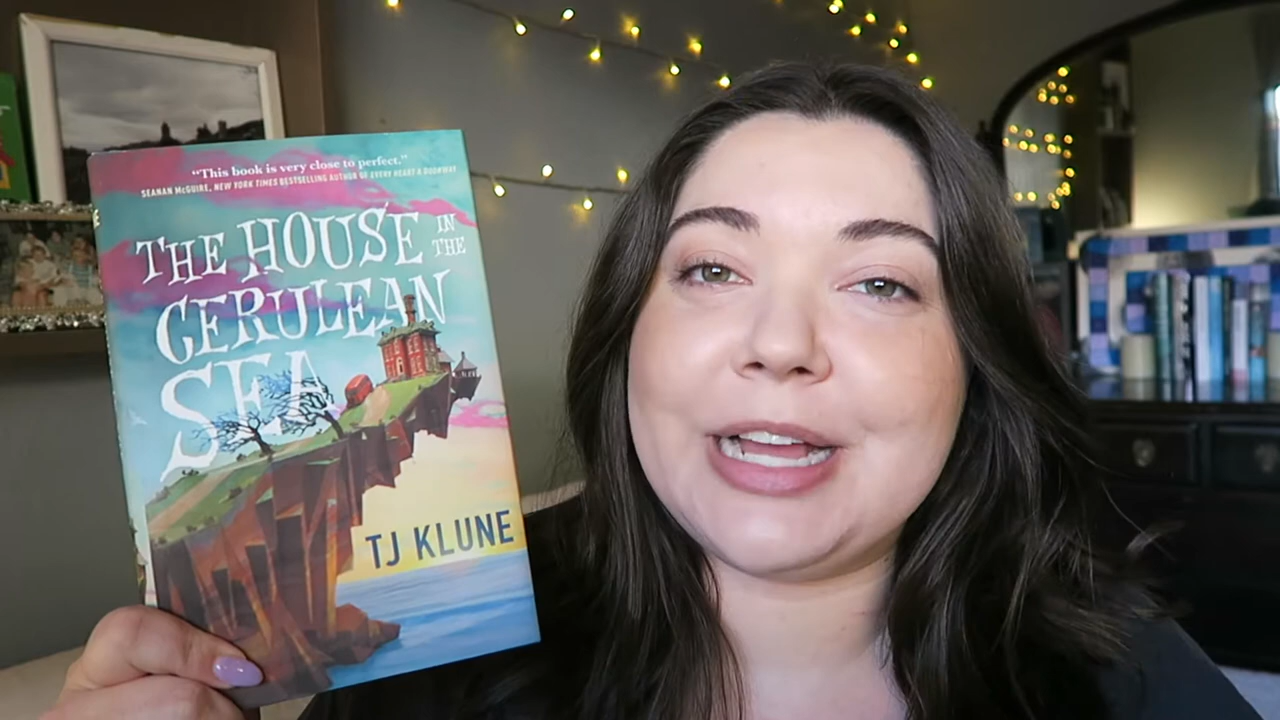 “This book is very close to perfect.”
SEANAN McGUIRE, NEW YORK TIMES BESTSELLING AUTHOR OF EVERY HEART A DOORWAY
THE HOUSE IN THE
CERULEAN
SEA
TJ KLUNE